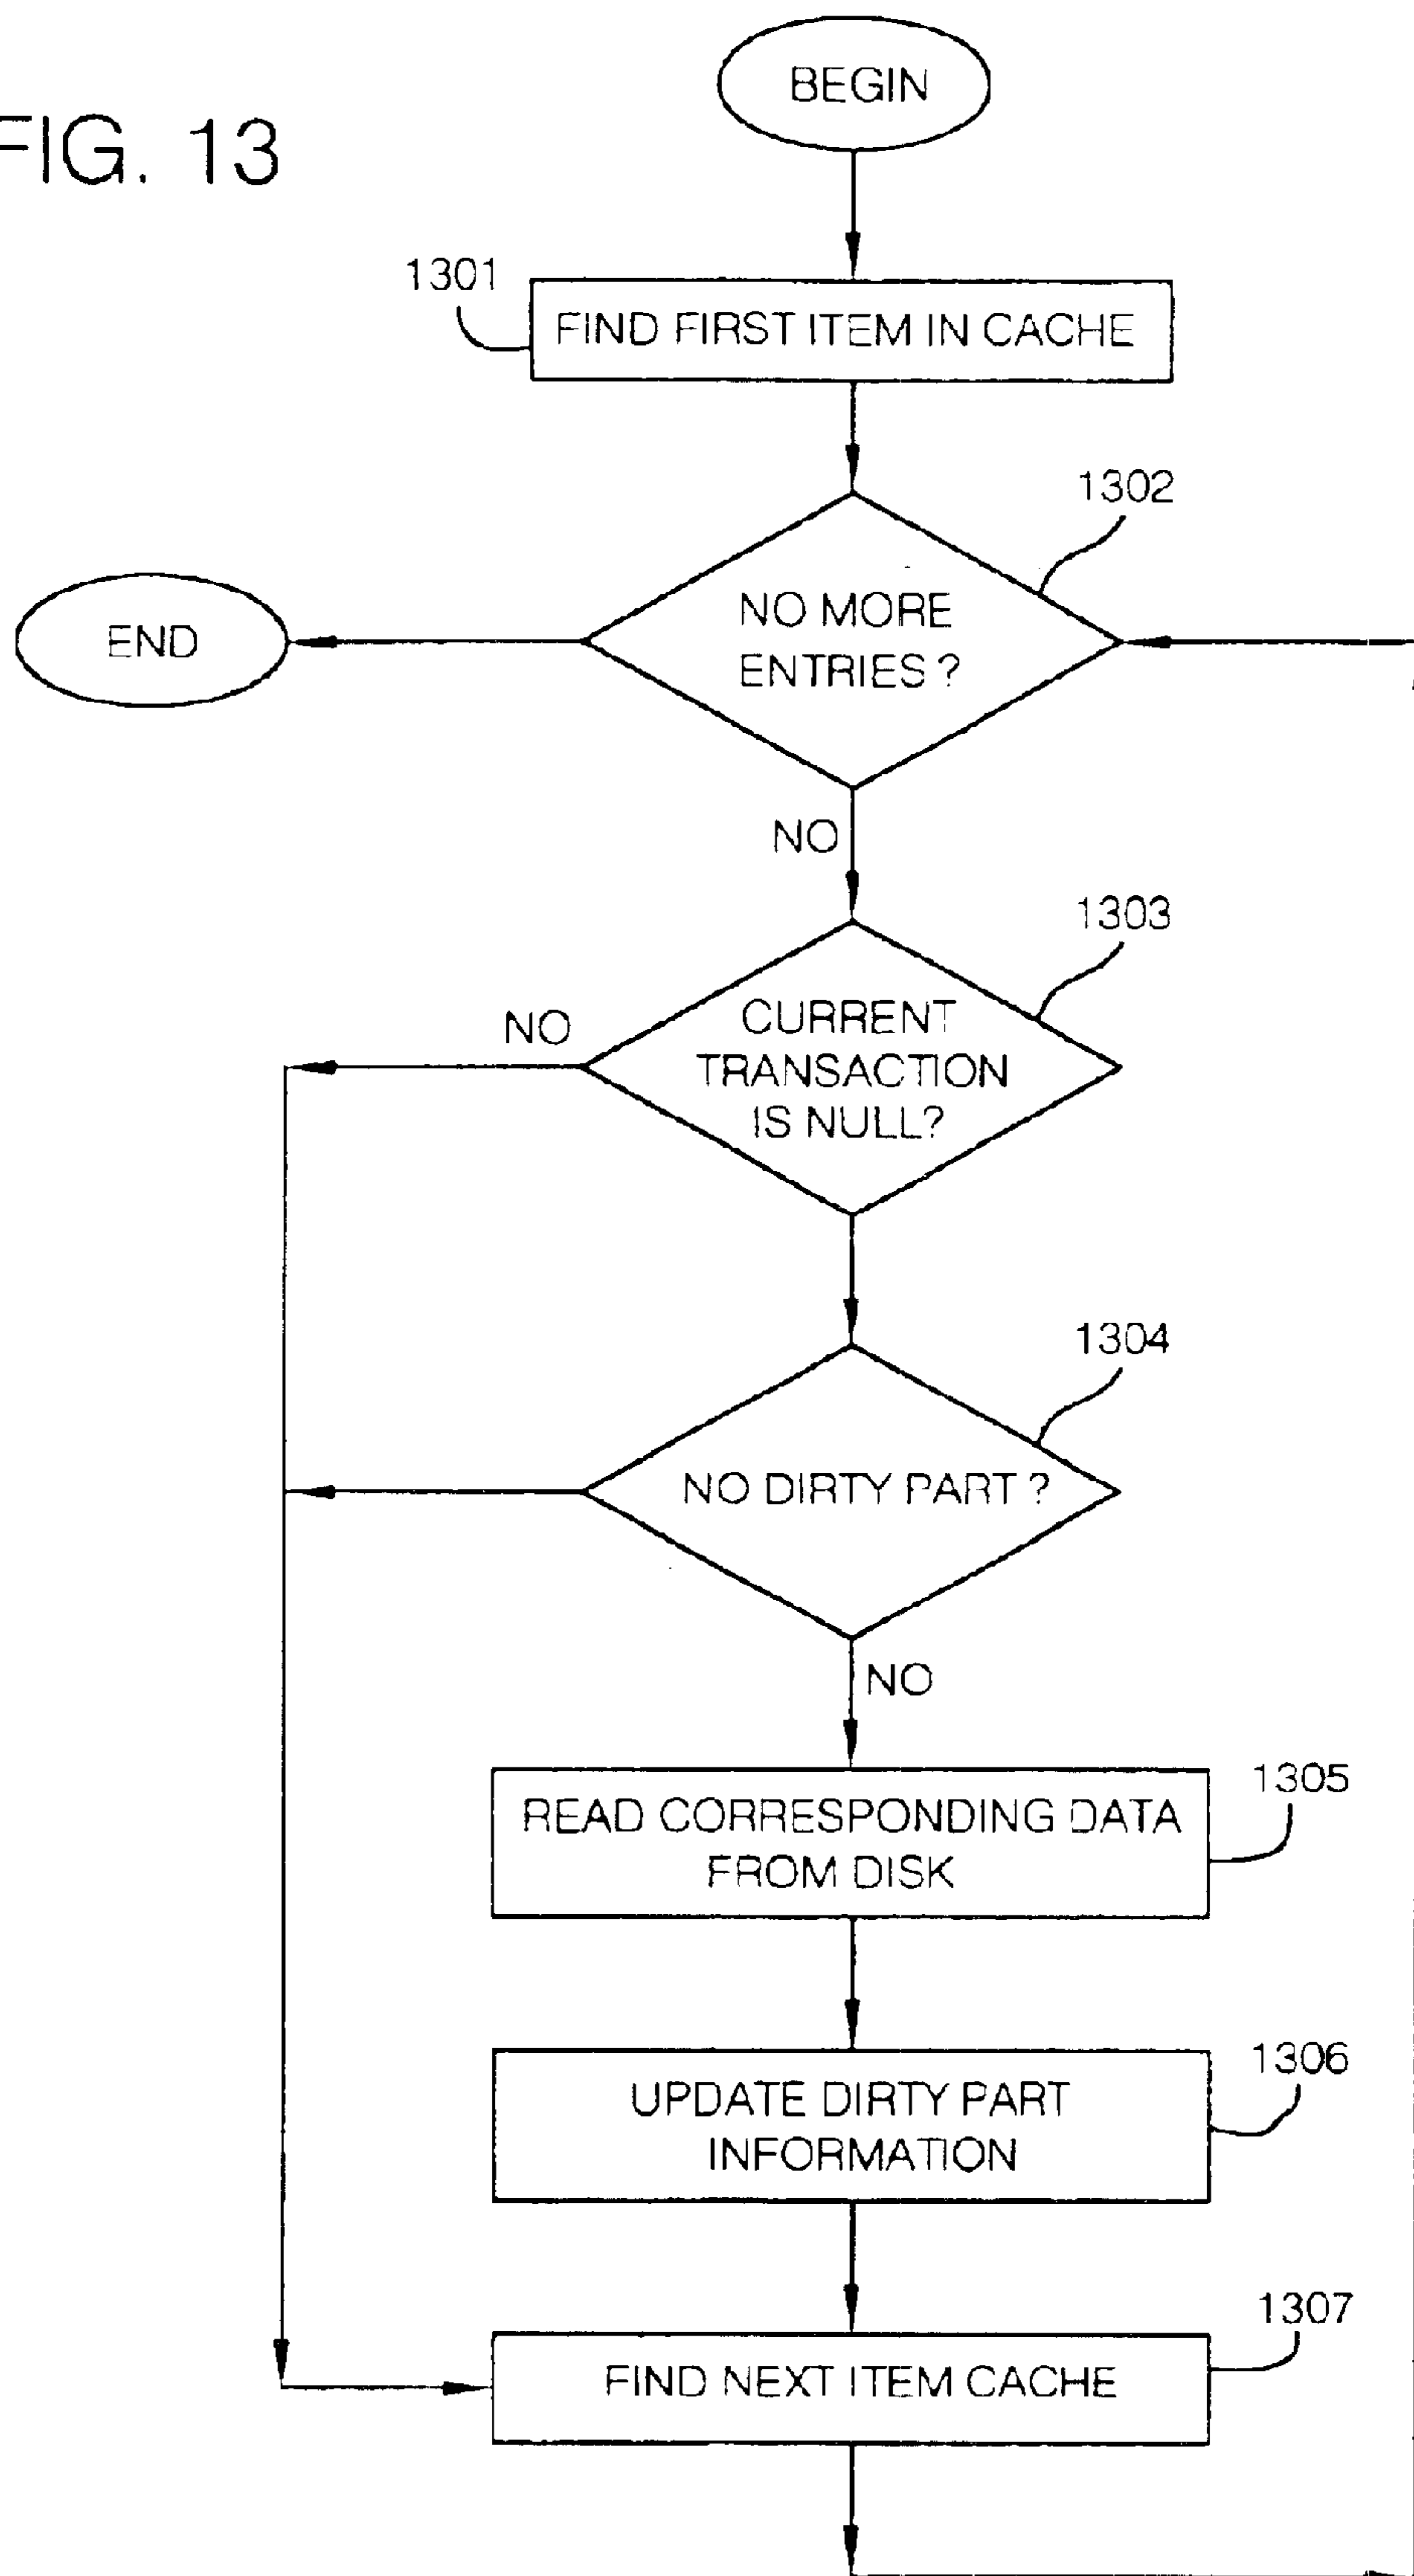 FIG. 13
BEGIN
1301
FIND FIRST ITEM IN CACHE
1302
NO MORE
ENTRIES ?
END
NO
1303
CURRENT
TRANSACTION
IS NULL?
NO
1304
NO DIRTY PART ?
NO
1305
READ CORRESPONDING DATA
FROM DISK
1306
UPDATE DIRTY PART
INFORMATION
1307
FIND NEXT ITEM CACHE